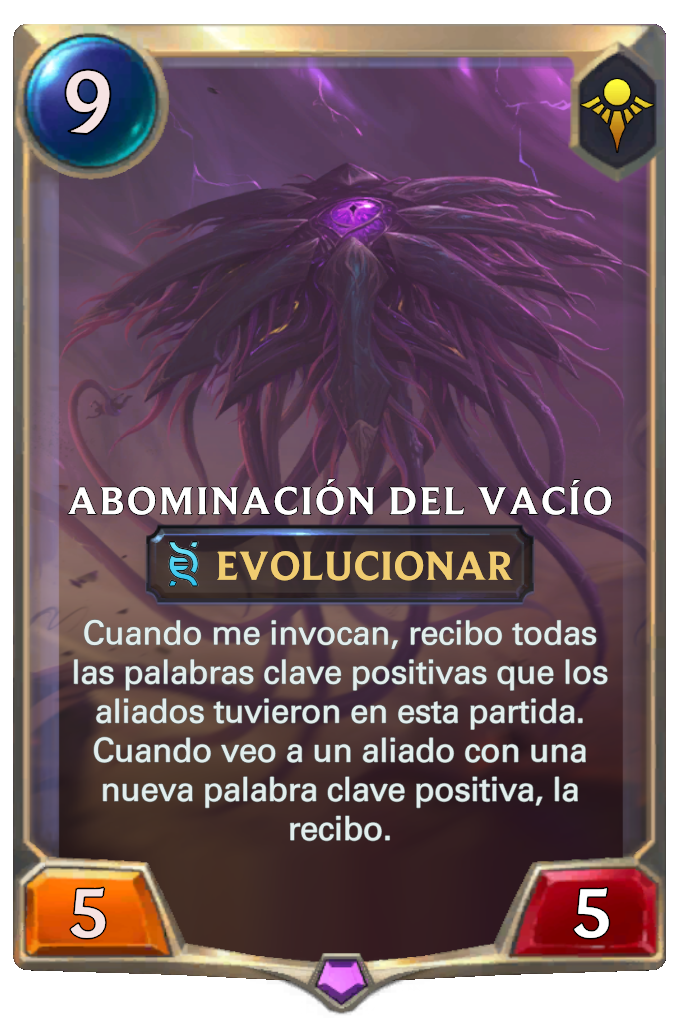 9
ABOMINACIÓN DEL VACÍO
EVOLUCIONAR
Cuando me invocan, recibo todas
las palabras clave positivas que los
aliados tuvieron en esta partida.
Cuando veo a un aliado con una
nueva palabra clave positiva, la
recibo.
5
5